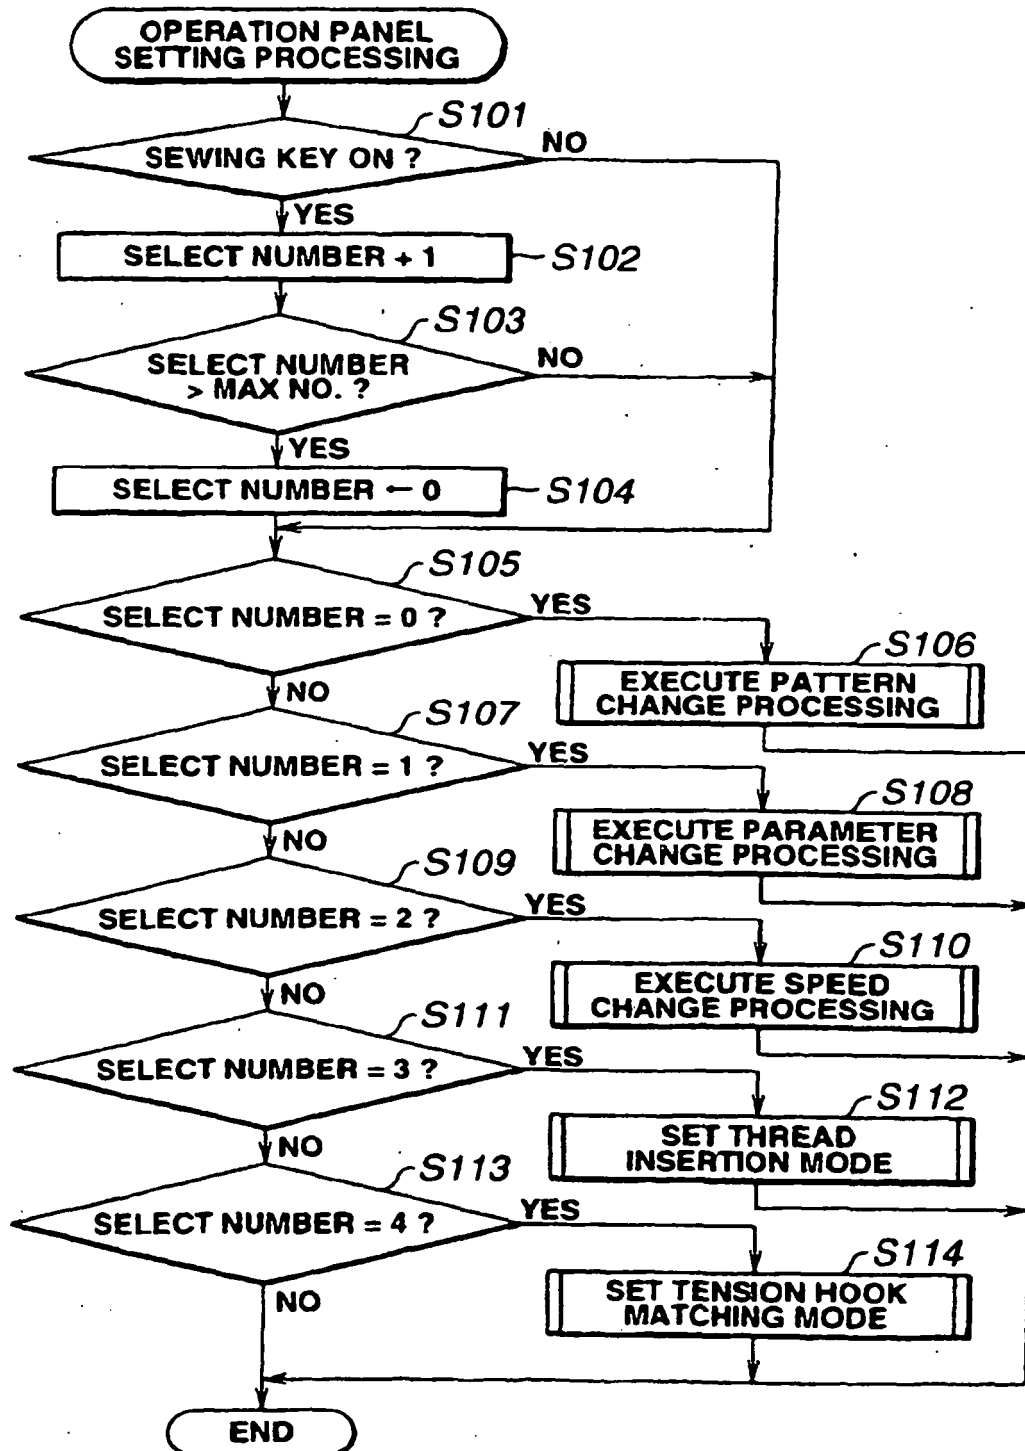 OPERATION PANEL
SETTING PROCESSING
S101
SEWING KEY ON ?
NO
YES
SELECT NUMBER + 1
S102
S103
SELECT NUMBER
> MAX NO. ?
NO
YES
SELECT NUMBER ← 0
S104
S105
SELECT NUMBER = 0 ?
YES
S106
EXECUTE PATTERN
CHANGE PROCESSING
NO
S107
SELECT NUMBER = 1 ?
YES
S108
EXECUTE PARAMETER
CHANGE PROCESSING
NO
S109
SELECT NUMBER = 2 ?
YES
S110
EXECUTE SPEED
CHANGE PROCESSING
NO
S111
SELECT NUMBER = 3 ?
YES
S112
SET THREAD
INSERTION MODE
NO
S113
SELECT NUMBER = 4 ?
YES
S114
SET TENSION HOOK
MATCHING MODE
NO
END